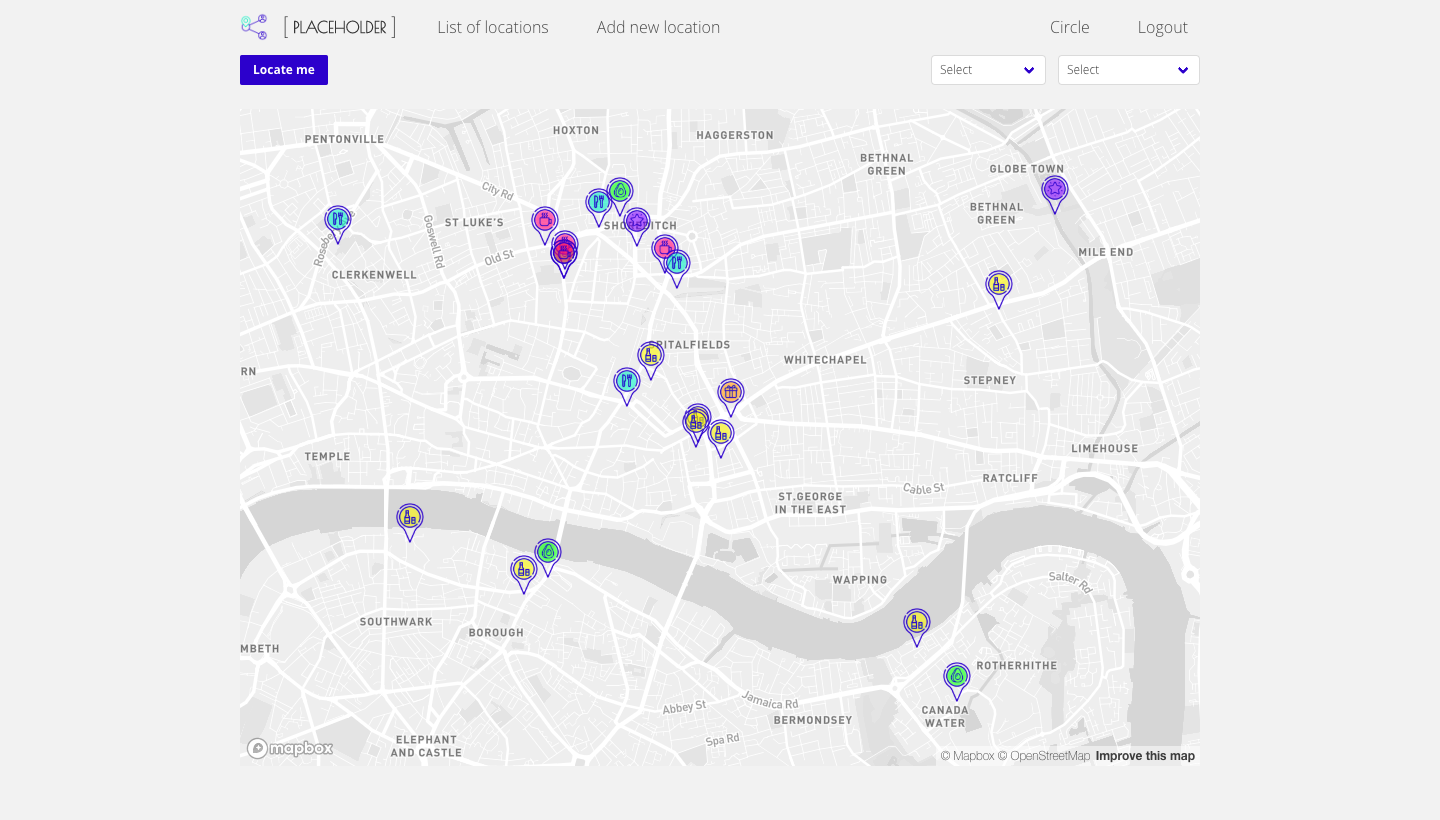 [ PLACEHOLDER ]
List of locations
Add new location
Circle
Logout
Locate me
Select
Select
PENTONVILLE
HOXTON
HAGGERSTON
BETHNAL
GREEN
GLOBE TOWN
City Rd
ST LUKE'S
Goswell Rd
Old St
BETHNAL
GREEN
MILE END
CLERKENWELL
RN
WHITECHAPEL
STEPNEY
TEMPLE
LIMEHOUSE
RATCLIFF
Cable St
ST.GEORGE
IN THE EAST
WAPPING
Salter Rd
SOUTHWARK
BOROUGH
MBETH
ROTHERHITHE
Jamaica Rd
Abbey St
BERMONDSEY
CANADA
WATER
Spa Rd
ELEPHANT
AND CASTLE
mapbox
© Mapbox © OpenStreetMap Improve this map